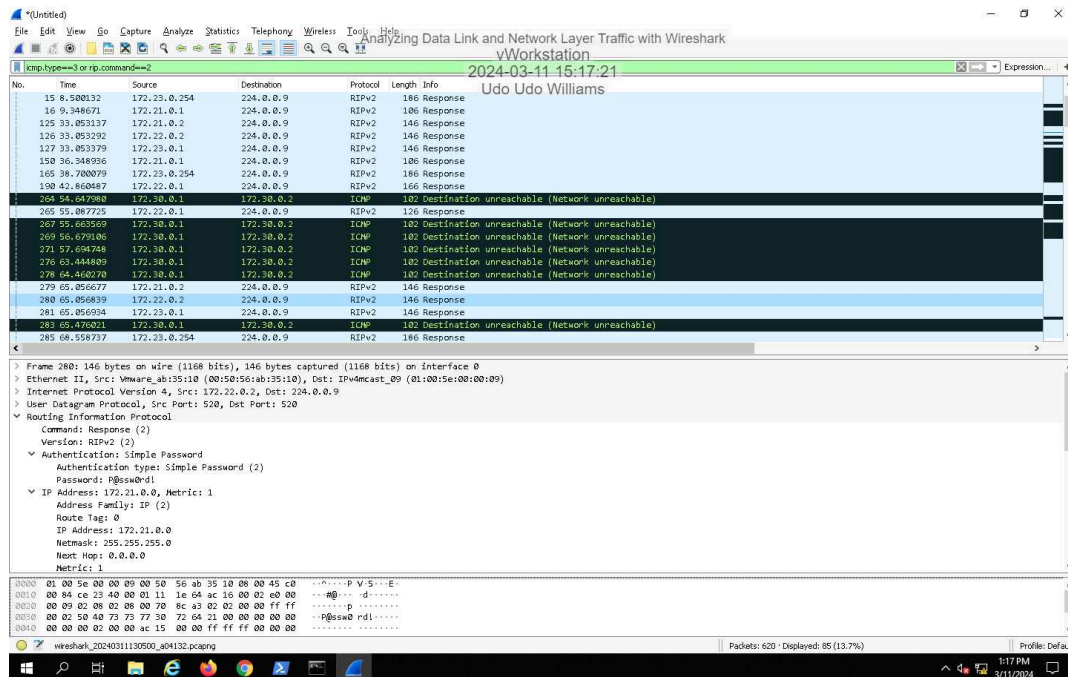 *(Untitled)
File Edit View Go Capture Analyze Statistics Telephony Wireless Tools Help
Analyzing Data Link and Network Layer Traffic with Wireshark
vWorkstation
2024-03-11 15:17:21
Udo Udo Williams
icmp.type==3 or rip.command==2 Expression... +
No. Time Source Destination Protocol Length Info
15 8.500132 172.23.0.254 224.0.0.9 RIPv2 186 Response
16 9.348671 172.21.0.1 224.0.0.9 RIPv2 106 Response
125 33.053137 172.21.0.2 224.0.0.9 RIPv2 146 Response
126 33.053292 172.22.0.2 224.0.0.9 RIPv2 146 Response
127 33.053379 172.23.0.1 224.0.0.9 RIPv2 146 Response
150 36.348936 172.21.0.1 224.0.0.9 RIPv2 106 Response
165 38.700079 172.23.0.254 224.0.0.9 RIPv2 186 Response
190 42.860487 172.22.0.1 224.0.0.9 RIPv2 166 Response
264 54.647980 172.30.0.1 172.30.0.2 ICMP 102 Destination unreachable (Network unreachable)
265 55.087725 172.22.0.1 224.0.0.9 RIPv2 126 Response
267 55.663569 172.30.0.1 172.30.0.2 ICMP 102 Destination unreachable (Network unreachable)
269 56.679106 172.30.0.1 172.30.0.2 ICMP 102 Destination unreachable (Network unreachable)
271 57.694748 172.30.0.1 172.30.0.2 ICMP 102 Destination unreachable (Network unreachable)
276 63.444809 172.30.0.1 172.30.0.2 ICMP 102 Destination unreachable (Network unreachable)
278 64.460270 172.30.0.1 172.30.0.2 ICMP 102 Destination unreachable (Network unreachable)
279 65.056677 172.21.0.2 224.0.0.9 RIPv2 146 Response
280 65.056839 172.22.0.2 224.0.0.9 RIPv2 146 Response
281 65.056934 172.23.0.1 224.0.0.9 RIPv2 146 Response
283 65.476021 172.30.0.1 172.30.0.2 ICMP 102 Destination unreachable (Network unreachable)
285 68.558737 172.23.0.254 224.0.0.9 RIPv2 186 Response
> Frame 280: 146 bytes on wire (1168 bits), 146 bytes captured (1168 bits) on interface 0
> Ethernet II, Src: Vmware_ab:35:10 (00:50:56:ab:35:10), Dst: IPv4mcast_09 (01:00:5e:00:00:09)
> Internet Protocol Version 4, Src: 172.22.0.2, Dst: 224.0.0.9
> User Datagram Protocol, Src Port: 520, Dst Port: 520
Routing Information Protocol
Command: Response (2)
Version: RIPv2 (2)
Authentication: Simple Password
Authentication type: Simple Password (2)
Password: P@ssw0rd!
IP Address: 172.21.0.0, Metric: 1
Address Family: IP (2)
Route Tag: 0
IP Address: 172.21.0.0
Netmask: 255.255.255.0
Next Hop: 0.0.0.0
Metric: 1
0000 01 00 5e 00 00 09 00 50 56 ab 35 10 08 00 45 c0 ··^····P V·5···E·
0010 00 84 ce 23 40 00 01 11 1e 64 ac 16 00 02 e0 00 ···#@··· ·d······
0020 00 09 02 08 02 08 00 70 8c a3 02 02 00 00 ff ff ·······p ········
0030 00 02 50 40 73 73 77 30 72 64 21 00 00 00 00 00 ··P@ssw0 rd!·····
0040 00 00 00 02 00 00 ac 15 00 00 ff ff ff 00 00 00 ········ ········
wireshark_20240311130500_a04132.pcapng Packets: 620 · Displayed: 85 (13.7%) Profile: Defau
1:17 PM
3/11/2024